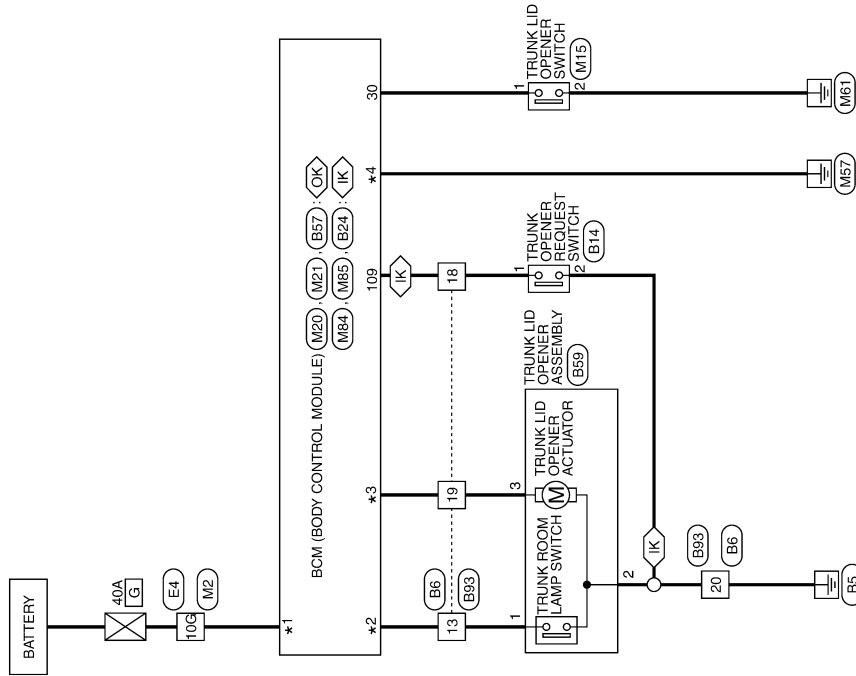 BATTERY
40A
G
10G
E4
M2
*1
BCM (BODY CONTROL MODULE)
M20 , M21 , B57 : OK
M84 , M85 , B24 : IK
*2
*3
109
*4
30
IK
13
B6
B93
19
18
1
3
1
1
TRUNK ROOM
LAMP SWITCH
TRUNK LID
OPENER
ACTUATOR
M
TRUNK LID
OPENER
ASSEMBLY
B59
TRUNK
OPENER
REQUEST
SWITCH
B14
TRUNK LID
OPENER
SWITCH
M15
2
2
2
IK
20
B93
B6
B5
M57
M61